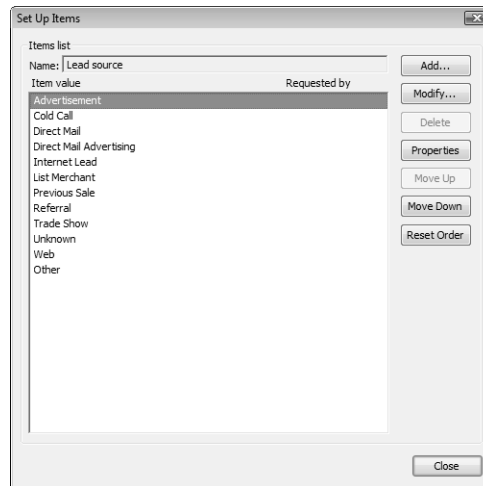 Set Up Items
Items list
Name: Lead source
Item value Requested by
Advertisement
Cold Call
Direct Mail
Direct Mail Advertising
Internet Lead
List Merchant
Previous Sale
Referral
Trade Show
Unknown
Web
Other
Add...
Modify...
Delete
Properties
Move Up
Move Down
Reset Order
Close